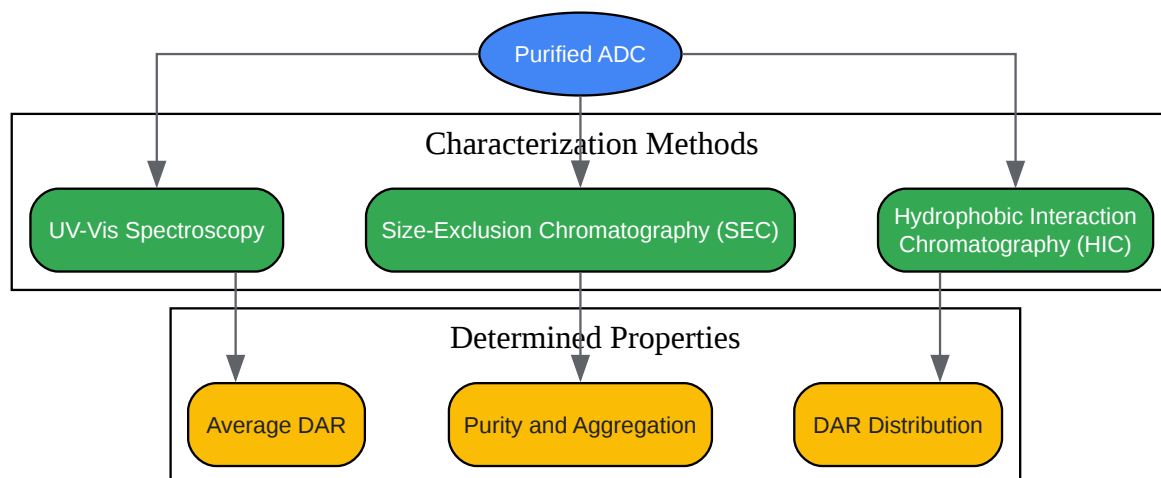 Purified ADC
Characterization Methods
UV-Vis Spectroscopy
Size-Exclusion Chromatography (SEC)
Hydrophobic Interaction
Chromatography (HIC)
Determined Properties
Average DAR
Purity and Aggregation
DAR Distribution